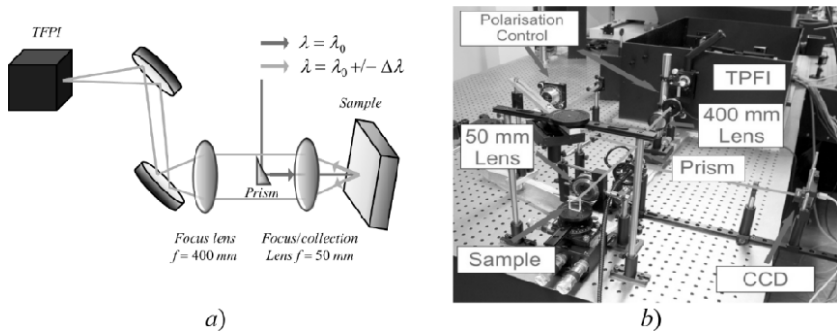 TFPI
λ = λ₀
λ = λ₀ +/− Δλ
Sample
Prism
Focus lens
f = 400 mm
Focus/collection
Lens f = 50 mm
a)
Polarisation
Control
TPFI
50 mm
Lens
400 mm
Lens
Prism
Sample
CCD
b)